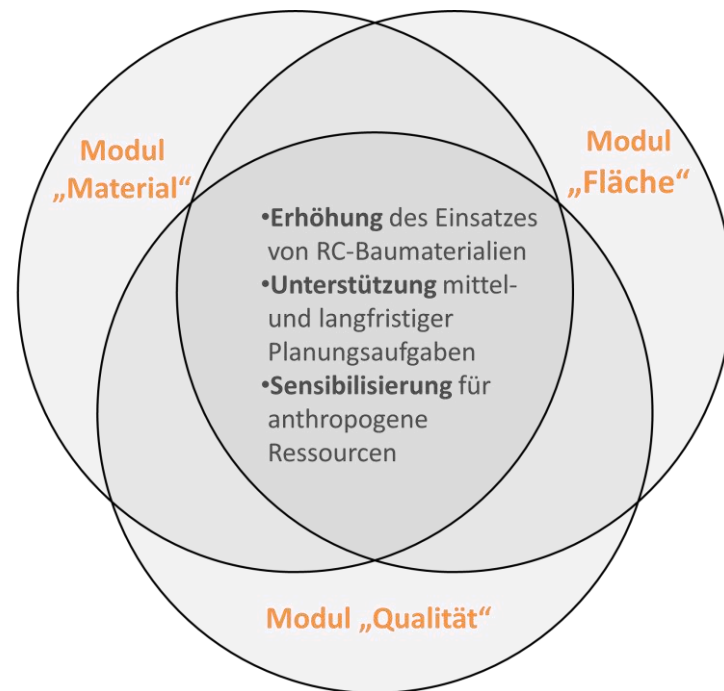 Modul
„Material“
Modul
„Fläche“
•Erhöhung des Einsatzes
von RC-Baumaterialien
•Unterstützung mittel-
und langfristiger
Planungsaufgaben
•Sensibilisierung für
anthropogene
Ressourcen
Modul „Qualität“